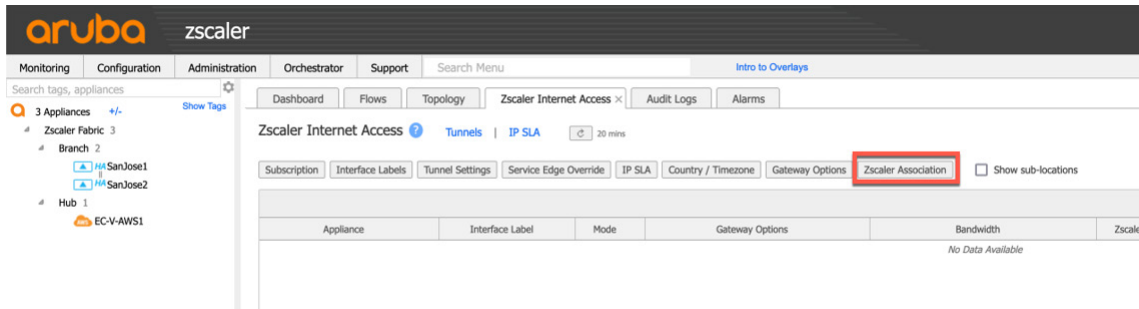 aruba zscaler
Monitoring Configuration Administration Orchestrator Support Search Menu Intro to Overlays
Search tags, appliances
3 Appliances +/- Show Tags
Zscaler Fabric 3
Branch 2
HA SanJose1
HA SanJose2
Hub 1
aws EC-V-AWS1
Dashboard Flows Topology Zscaler Internet Access × Audit Logs Alarms
Zscaler Internet Access ? Tunnels | IP SLA 20 mins
Subscription Interface Labels Tunnel Settings Service Edge Override IP SLA Country / Timezone Gateway Options Zscaler Association Show sub-locations
Appliance Interface Label Mode Gateway Options Bandwidth Zscale
No Data Available